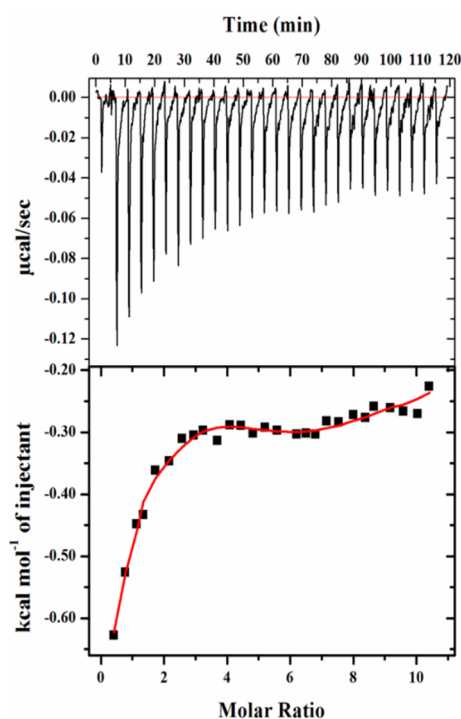 Time (min)
0 10 20 30 40 50 60 70 80 90 100 110 120
0.00
-0.02
-0.04
-0.06
-0.08
-0.10
-0.12
µcal/sec
-0.20
-0.30
-0.40
-0.50
-0.60
kcal mol⁻¹ of injectant
0 2 4 6 8 10
Molar Ratio